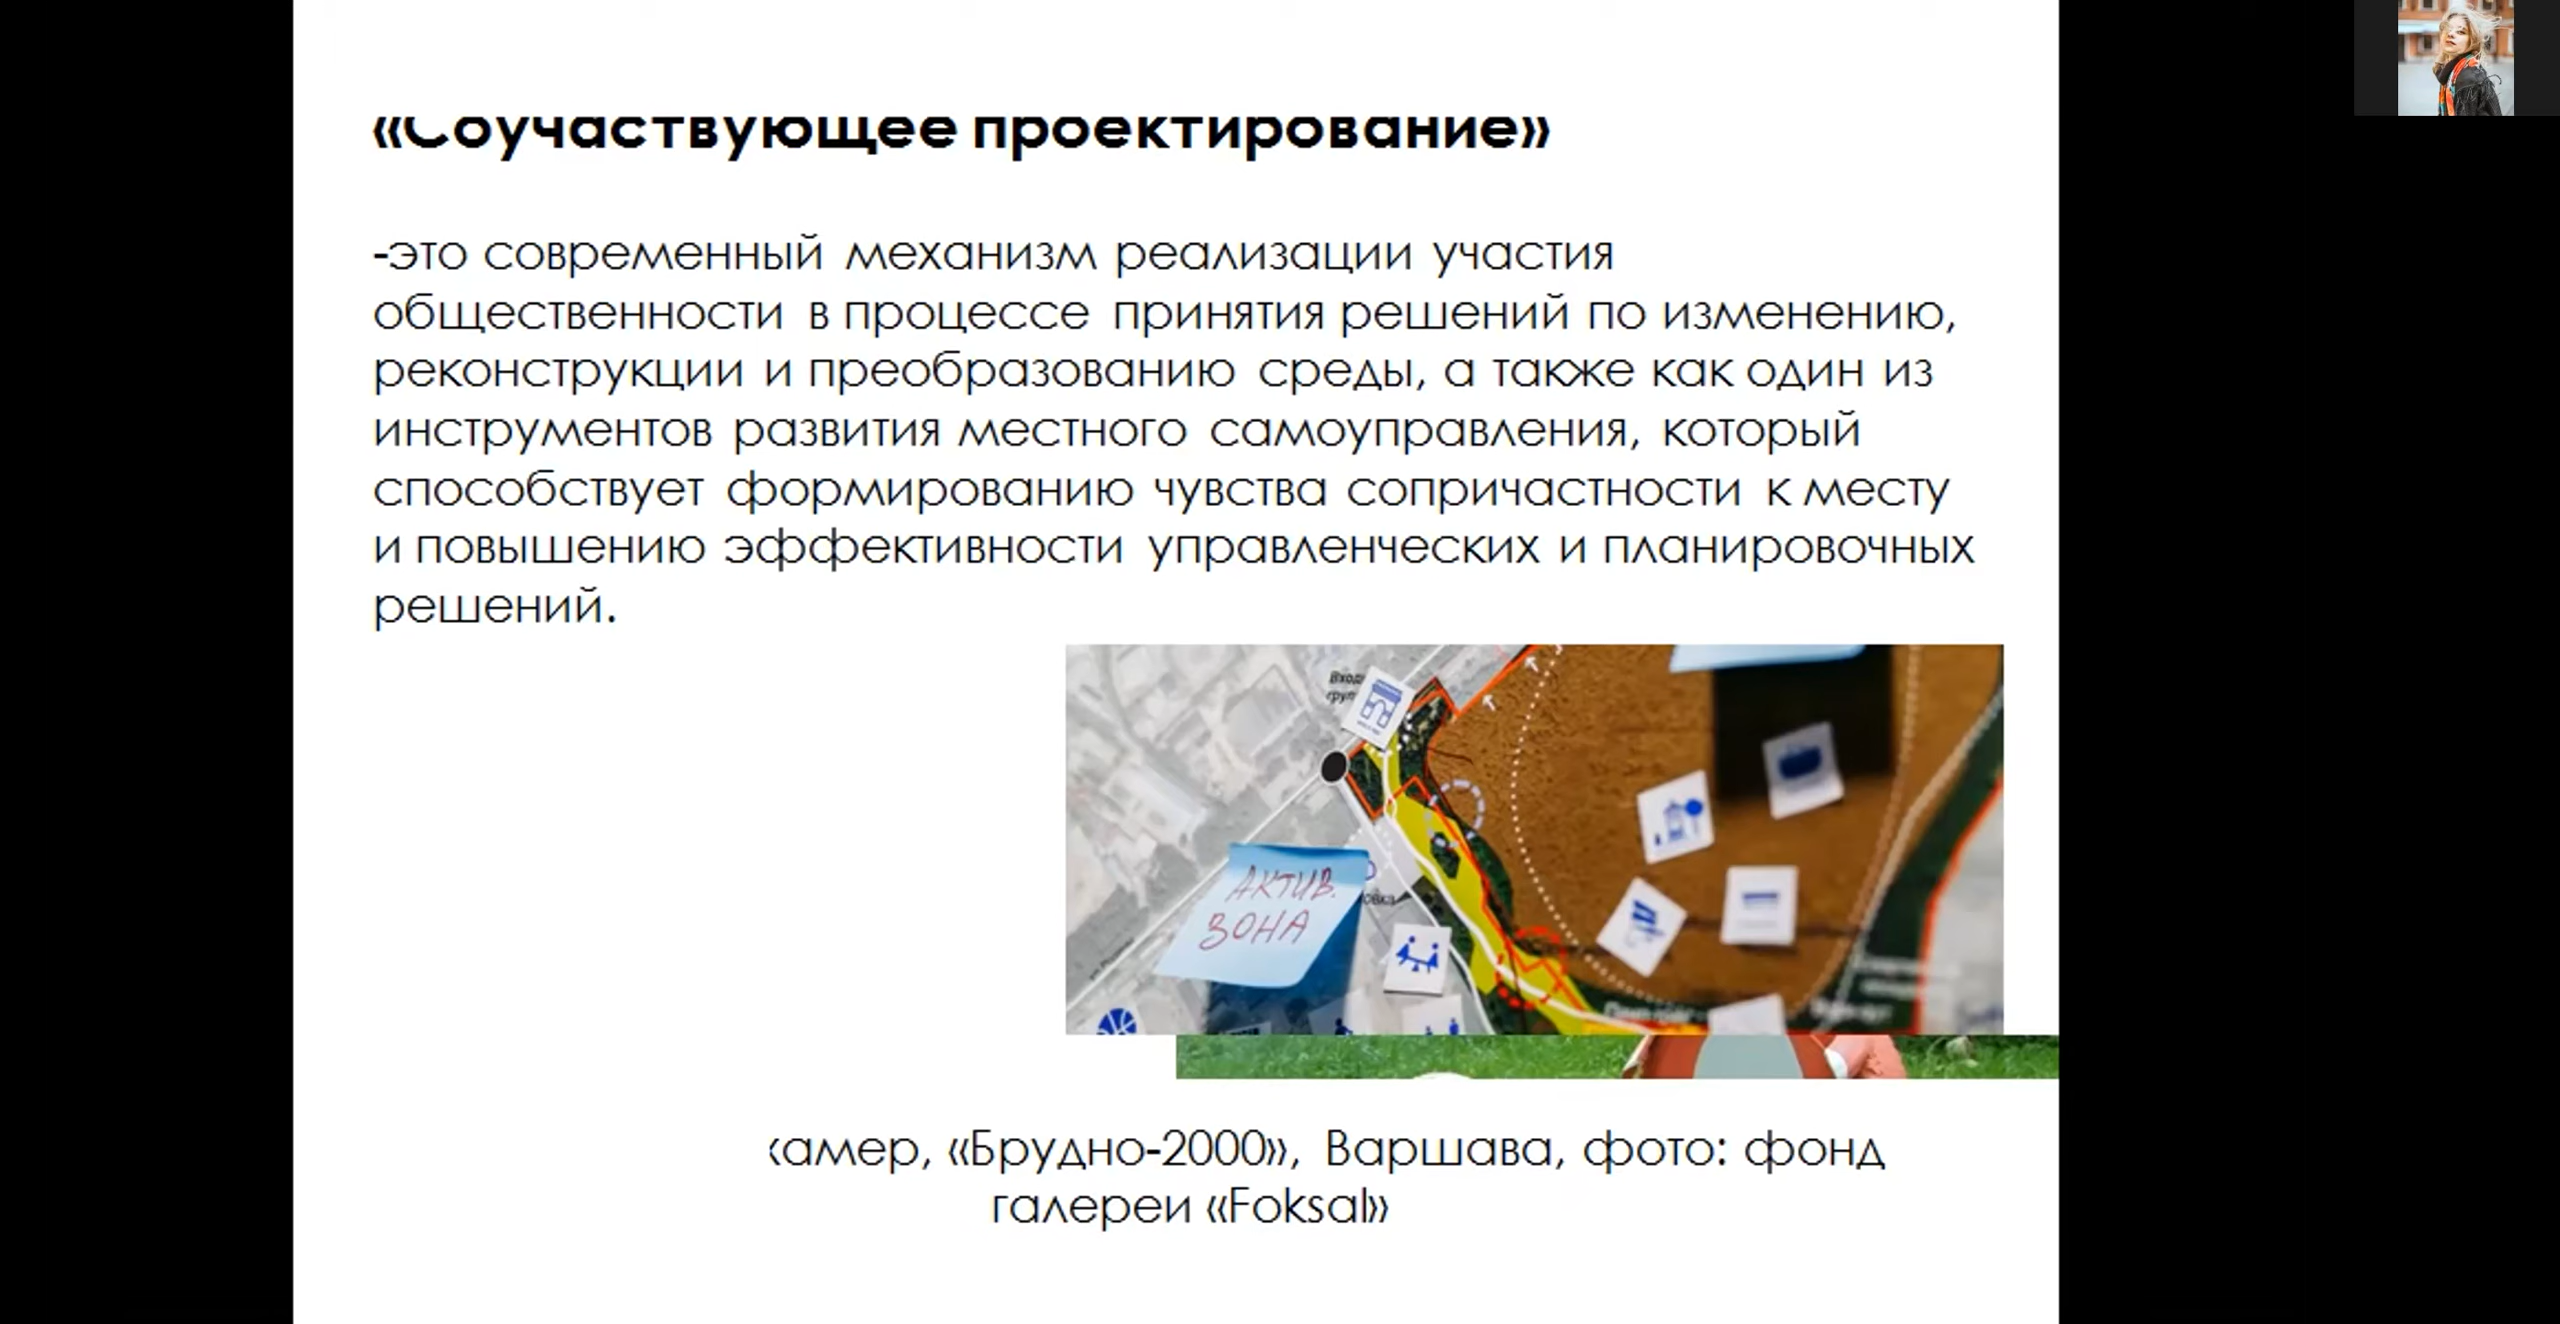 «Соучаствующее проектирование»
-это современный механизм реализации участия
общественности в процессе принятия решений по изменению,
реконструкции и преобразованию среды, а также как один из
инструментов развития местного самоуправления, который
способствует формированию чувства сопричастности к месту
и повышению эффективности управленческих и планировочных
решений.
АКТИВ.
ЗОНА
«Брудно-2000», Варшава, фото: фонд
галереи «Foksal»